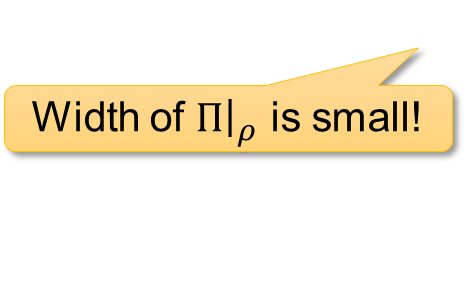 Width of Π|ρ is small!